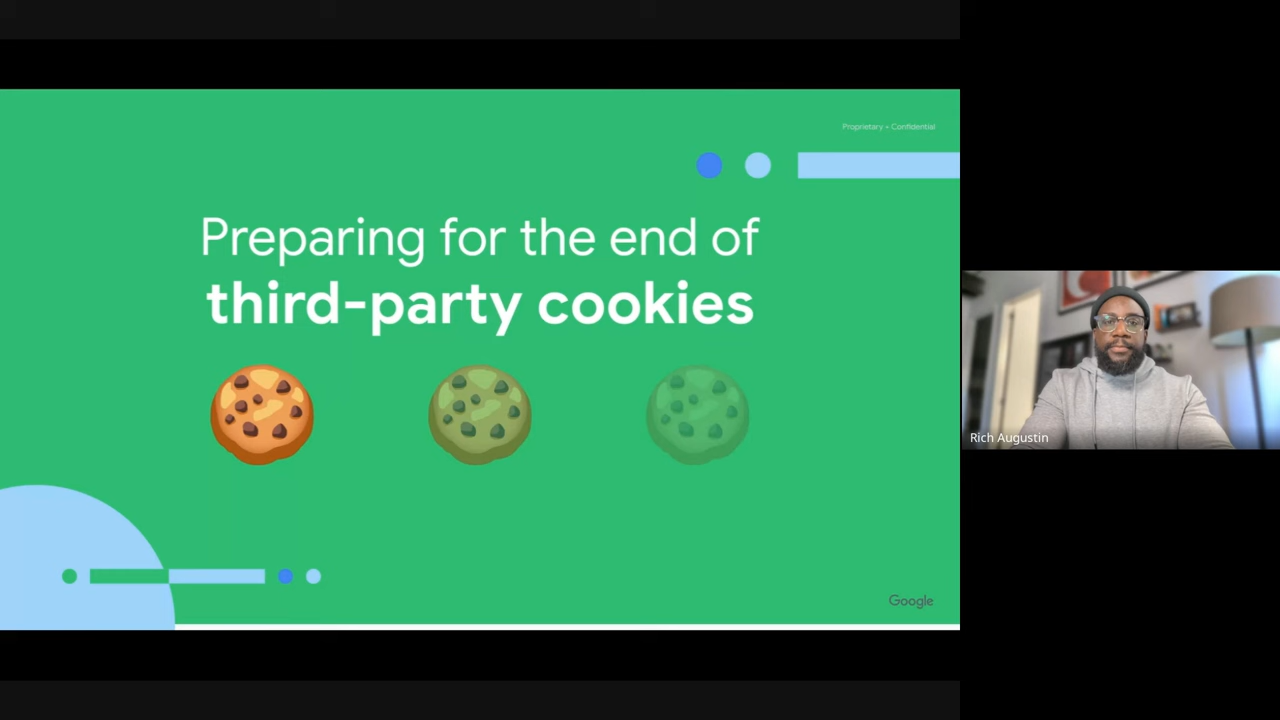 Proprietary + Confidential
Preparing for the end of
third-party cookies
Google
Rich Augustin